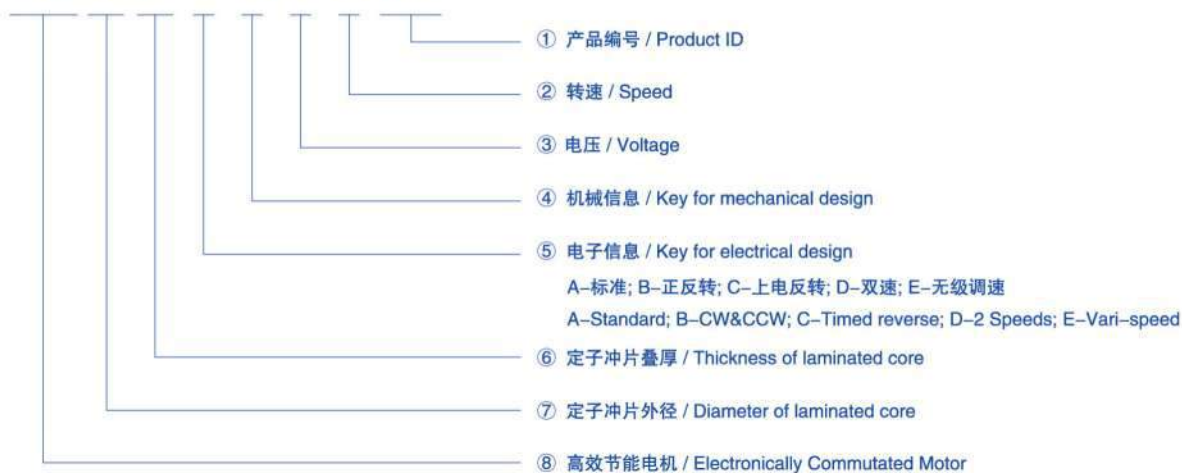 ① 产品编号 / Product ID
② 转速 / Speed
③ 电压 / Voltage
④ 机械信息 / Key for mechanical design
⑤ 电子信息 / Key for electrical design
A–标准; B–正反转; C–上电反转; D–双速; E–无级调速
A–Standard; B–CW&CCW; C–Timed reverse; D–2 Speeds; E–Vari–speed
⑥ 定子冲片叠厚 / Thickness of laminated core
⑦ 定子冲片外径 / Diameter of laminated core
⑧ 高效节能电机 / Electronically Commutated Motor